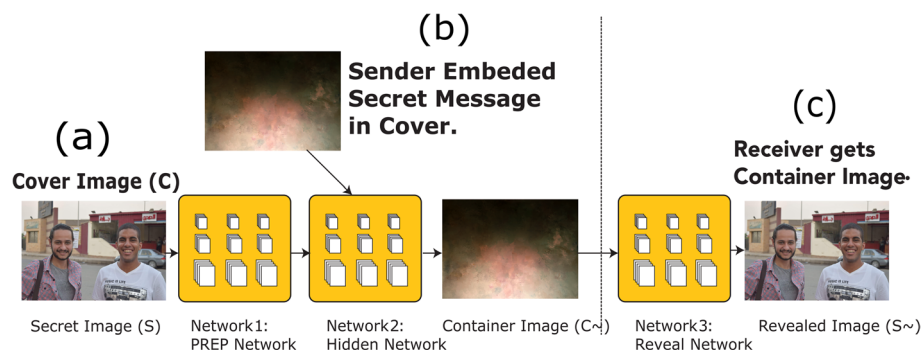 (b)
Sender Embeded
Secret Message
in Cover.
(a)
Cover Image (C)
(c)
Receiver gets
Container Image.
Secret Image (S)
Network1:
PREP Network
Network2:
Hidden Network
Container Image (C~)
Network3:
Reveal Network
Revealed Image (S~)